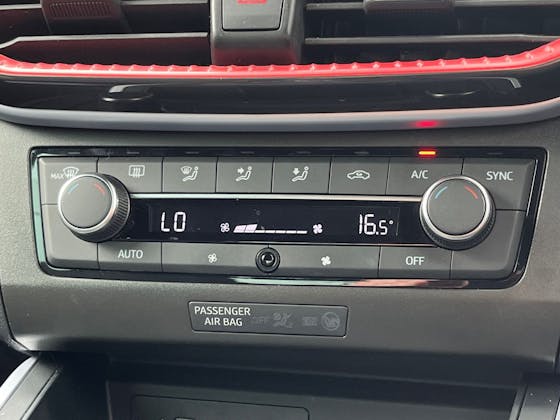 MAX
A/C
SYNC
LO
16.5°
AUTO
OFF
PASSENGER
AIR BAG
OFF